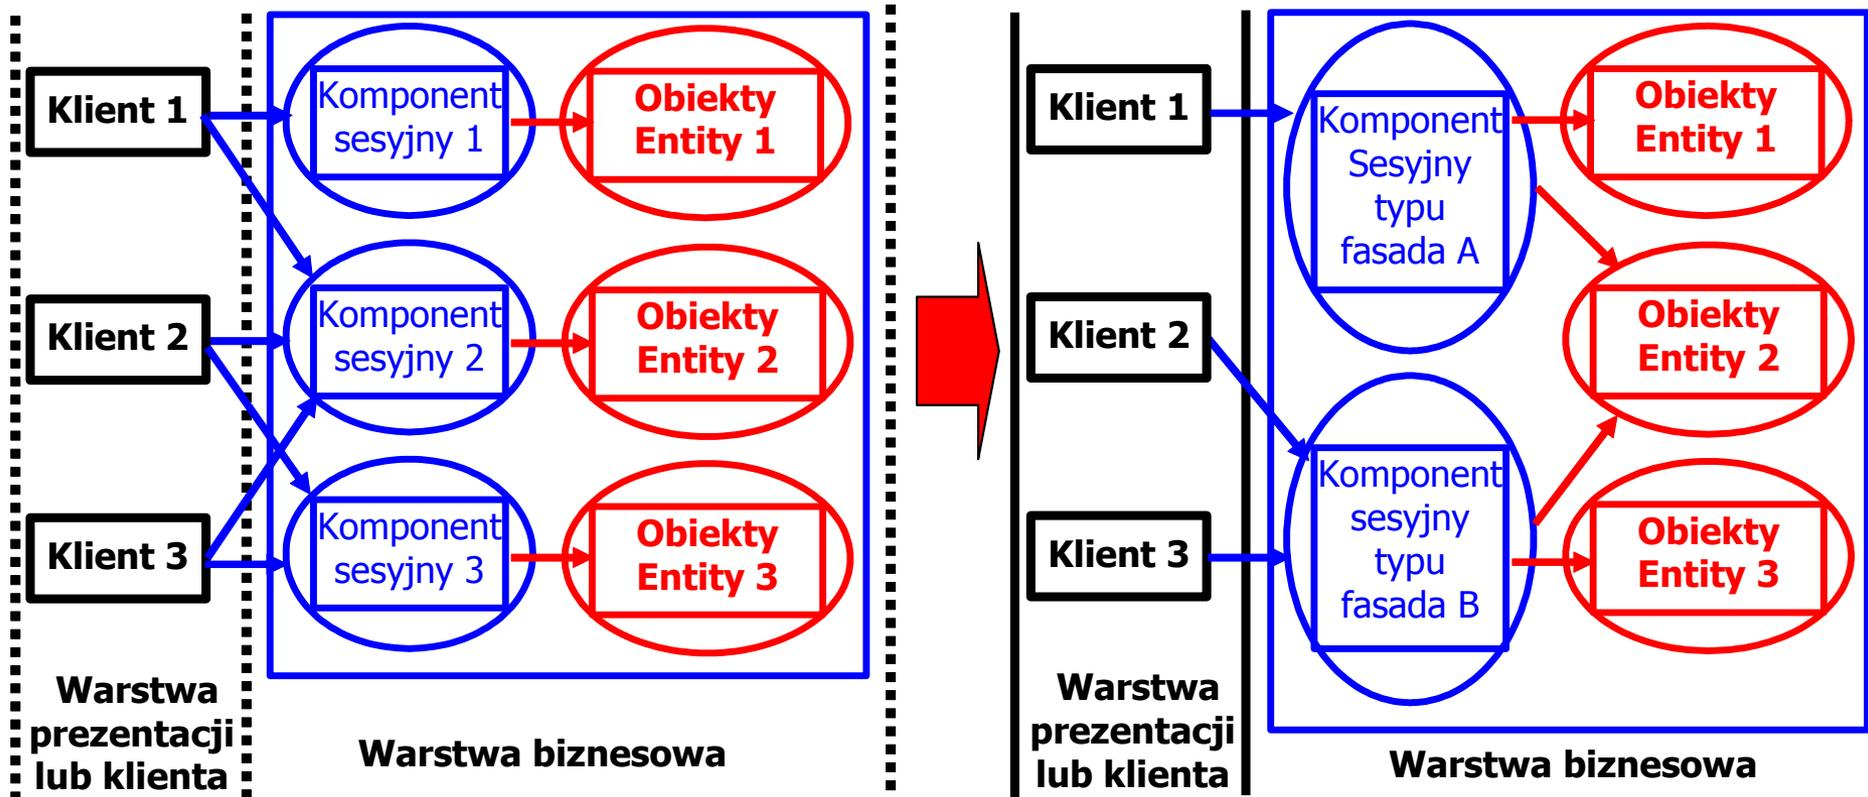 Klient 1
Komponent
sesyjny 1
Obiekty
Entity 1
Klient 2
Komponent
sesyjny 2
Obiekty
Entity 2
Klient 3
Komponent
sesyjny 3
Obiekty
Entity 3
Warstwa
prezentacji
lub klienta
Warstwa biznesowa
Klient 1
Komponent
Sesyjny
typu
fasada A
Obiekty
Entity 1
Klient 2
Obiekty
Entity 2
Klient 3
Komponent
sesyjny
typu
fasada B
Obiekty
Entity 3
Warstwa
prezentacji
lub klienta
Warstwa biznesowa